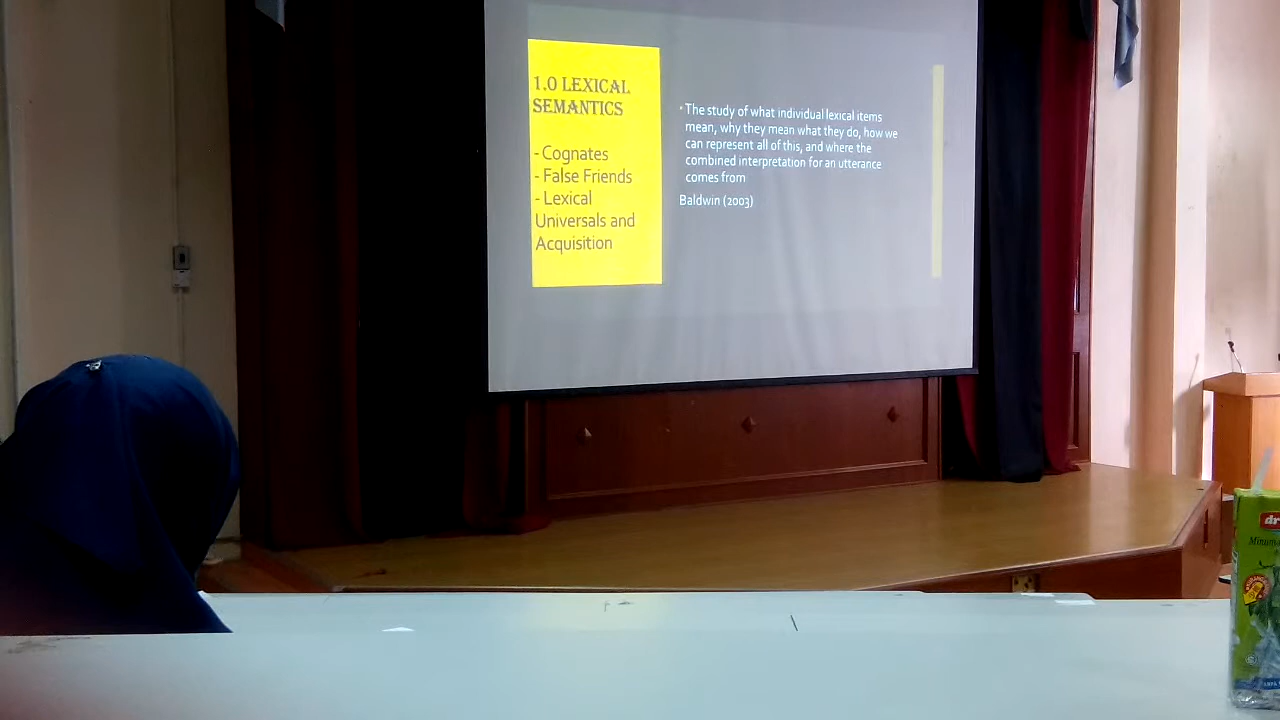 1.0 LEXICAL
SEMANTICS
- Cognates
- False Friends
- Lexical
Universals and
Acquisition
• The study of what individual lexical items
mean, why they mean what they do, how we
can represent all of this, and where the
combined interpretation for an utterance
comes from
Baldwin (2003)